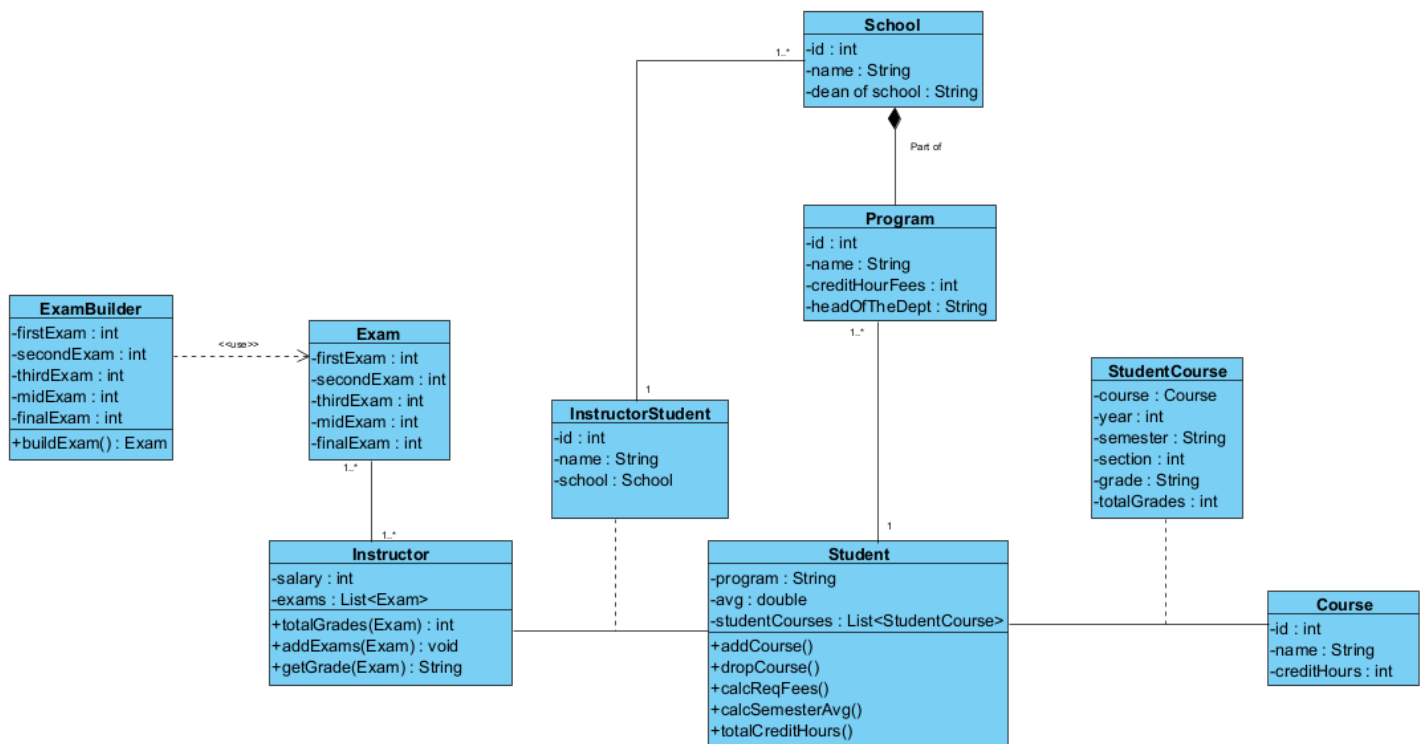 School
-id : int
-name : String
-dean of school : String
1..*
Part of
Program
-id : int
-name : String
-creditHourFees : int
-headOfTheDept : String
1..*
ExamBuilder
-firstExam : int
-secondExam : int
-thirdExam : int
-midExam : int
-finalExam : int
+buildExam() : Exam
<<use>>
Exam
-firstExam : int
-secondExam : int
-thirdExam : int
-midExam : int
-finalExam : int
1..*
1..*
1
InstructorStudent
-id : int
-name : String
-school : School
StudentCourse
-course : Course
-year : int
-semester : String
-section : int
-grade : String
-totalGrades : int
Instructor
-salary : int
-exams : List<Exam>
+totalGrades(Exam) : int
+addExams(Exam) : void
+getGrade(Exam) : String
1
Student
-program : String
-avg : double
-studentCourses : List<StudentCourse>
+addCourse()
+dropCourse()
+calcReqFees()
+calcSemesterAvg()
+totalCreditHours()
Course
-id : int
-name : String
-creditHours : int